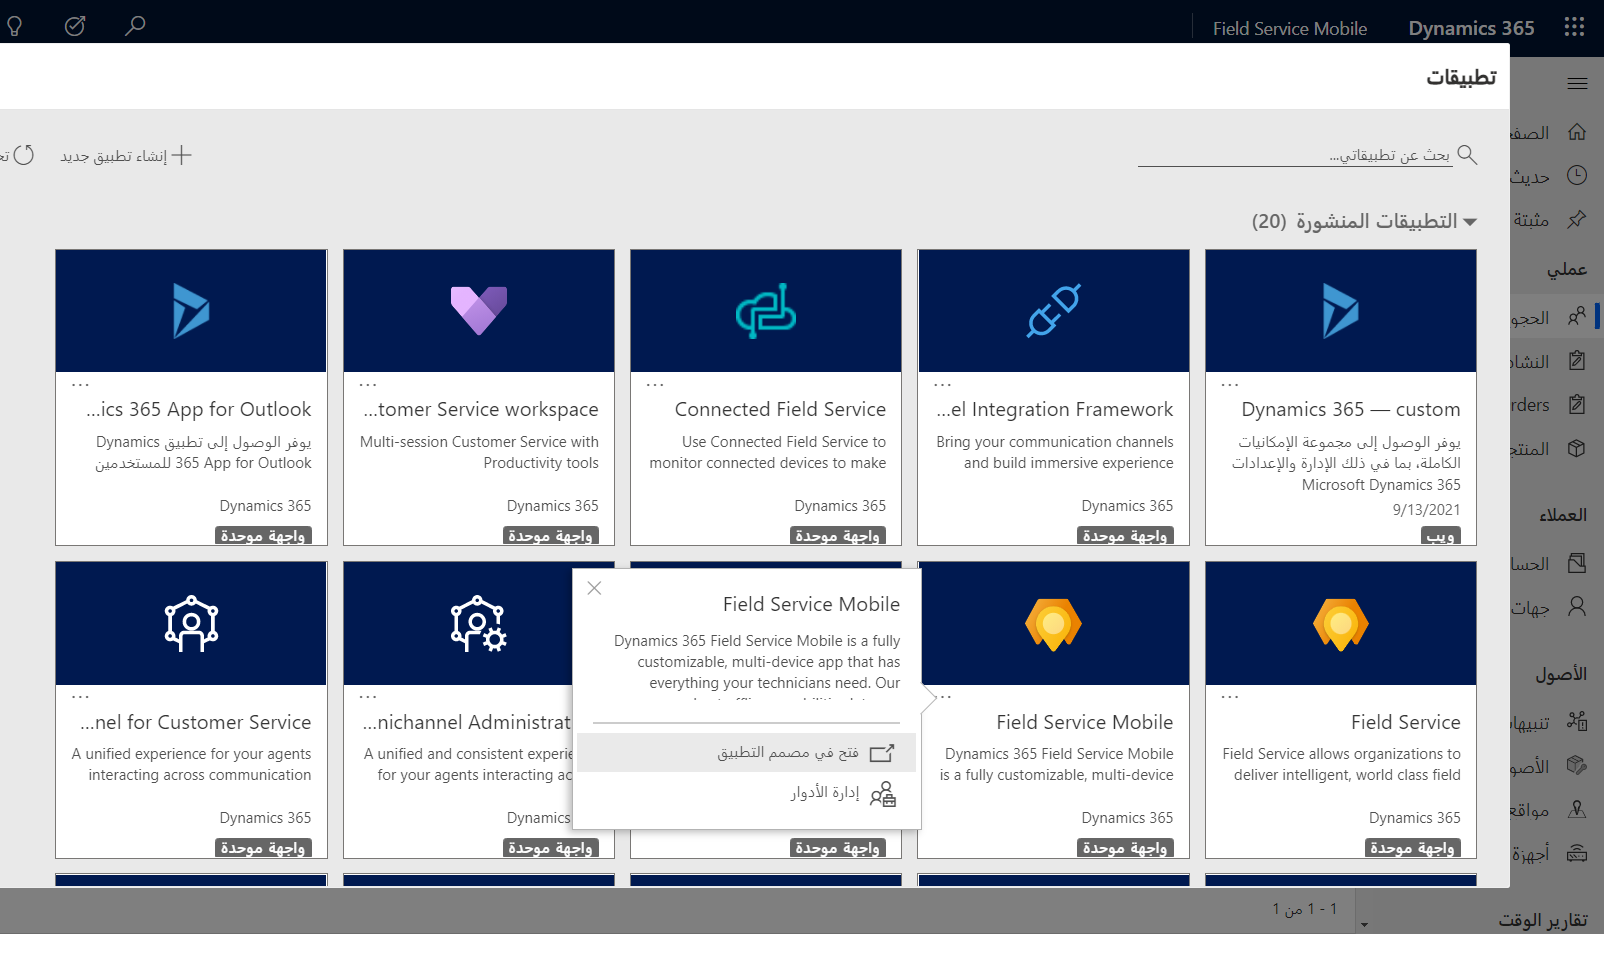 Dynamics 365
Field Service Mobile
تطبيقات
بحث عن تطبيقاتي...
إنشاء تطبيق جديد
التطبيقات المنشورة (20)
Dynamics 365 — custom
يوفر الوصول إلى مجموعة الإمكانيات
الكاملة، بما في ذلك الإدارة والإعدادات
Microsoft Dynamics 365
9/13/2021
ويب
...el Integration Framework
Bring your communication channels
and build immersive experience
Dynamics 365
واجهة موحدة
Connected Field Service
Use Connected Field Service to
monitor connected devices to make
Dynamics 365
واجهة موحدة
...tomer Service workspace
Multi-session Customer Service with
Productivity tools
Dynamics 365
واجهة موحدة
...ics 365 App for Outlook
يوفر الوصول إلى تطبيق Dynamics
365 App for Outlook للمستخدمين
Dynamics 365
واجهة موحدة
Field Service
Field Service allows organizations to
deliver intelligent, world class field
Dynamics 365
واجهة موحدة
Field Service Mobile
Dynamics 365 Field Service Mobile
is a fully customizable, multi-device
Dynamics 365
واجهة موحدة
Field Service Mobile
Dynamics 365 Field Service Mobile is a fully
customizable, multi-device app that has
everything your technicians need. Our
فتح في مصمم التطبيق
إدارة الأدوار
واجهة موحدة
...nichannel Administrat
A unified and consistent experie
for your agents interacting ac
Dynamics
واجهة موحدة
...nel for Customer Service
A unified experience for your agents
interacting across communication
Dynamics 365
واجهة موحدة
الصفح
حديث
مثبتة
عملي
الحجو
النشاط
rders
المنتج
العملاء
الحسا
جهات
الأصول
تنبيهات
الأصو
مواقع
أجهزة
تقارير الوقت
1 - 1 من 1